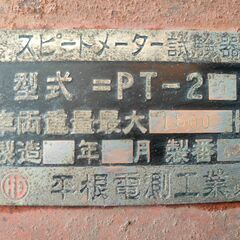 スピードメーター試験器
型式=PT-2
車両重量最大
製造 年 月 製番
平根電測工業